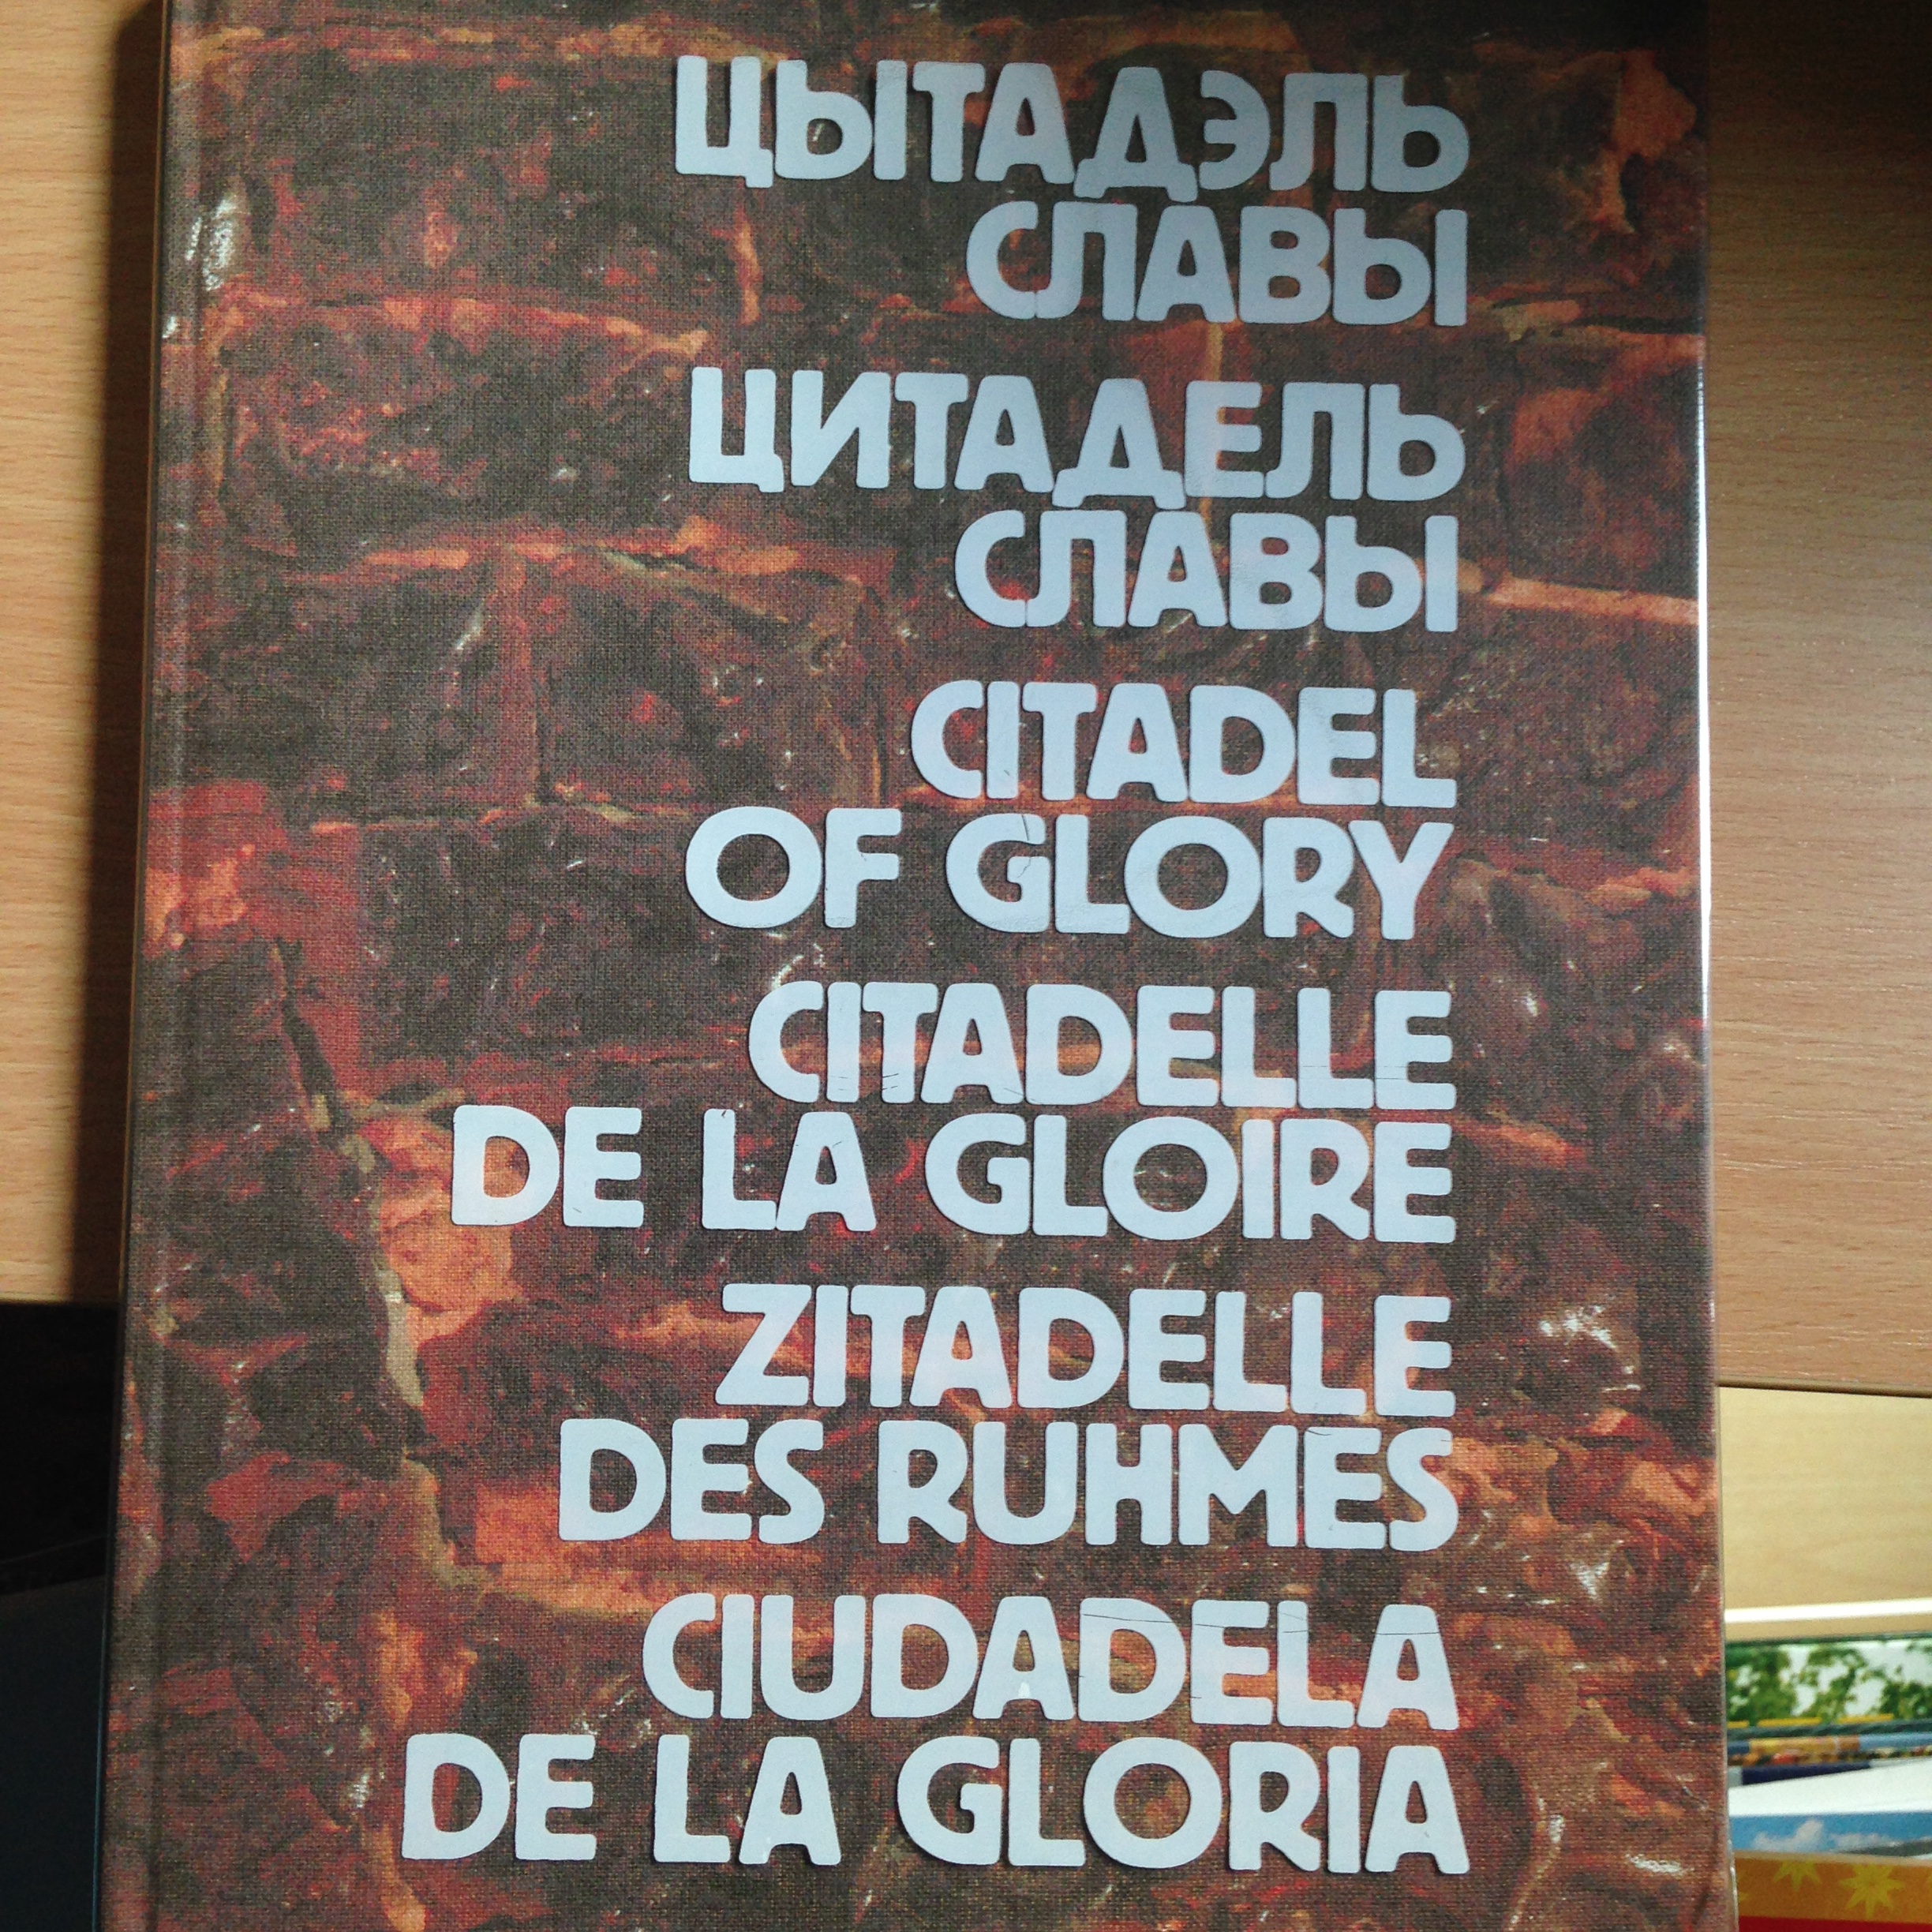 ЦЫТАДЭЛЬ
СЛАВЫ
ЦИТАДЕЛЬ
СЛАВЫ
CITADEL
OF GLORY
CITADELLE
DE LA GLOIRE
ZITADELLE
DES RUHMES
CIUDADELA
DE LA GLORIA